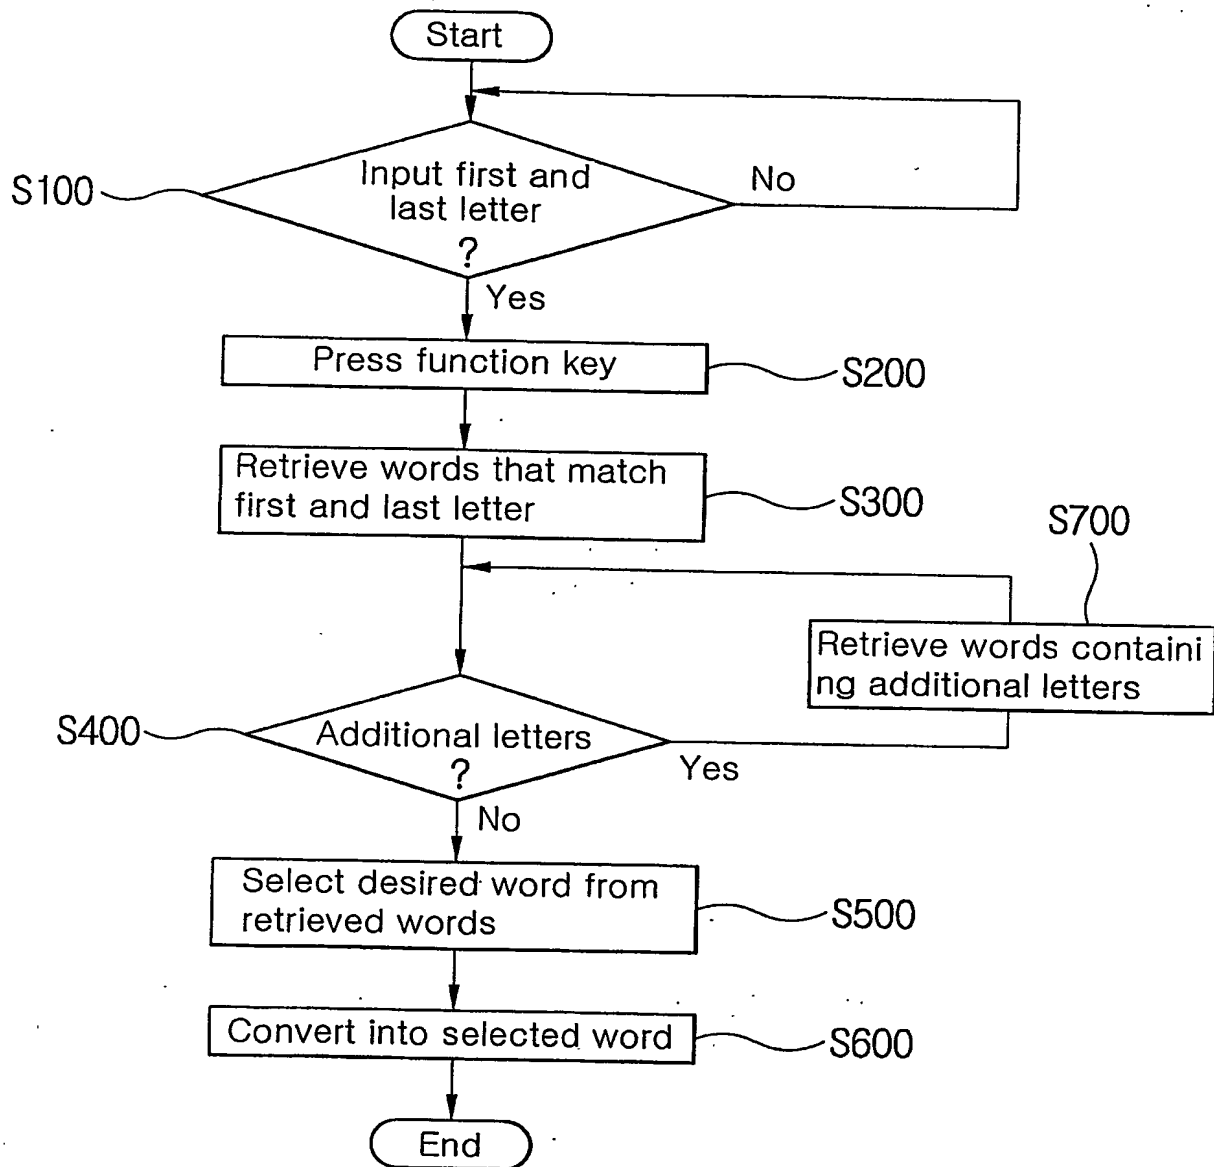 Start
Input first and
last letter
?
No
S100
Yes
Press function key
S200
Retrieve words that match
first and last letter
S300
S700
Retrieve words containi
ng additional letters
S400
Additional letters
?
Yes
No
Select desired word from
retrieved words
S500
Convert into selected word
S600
End